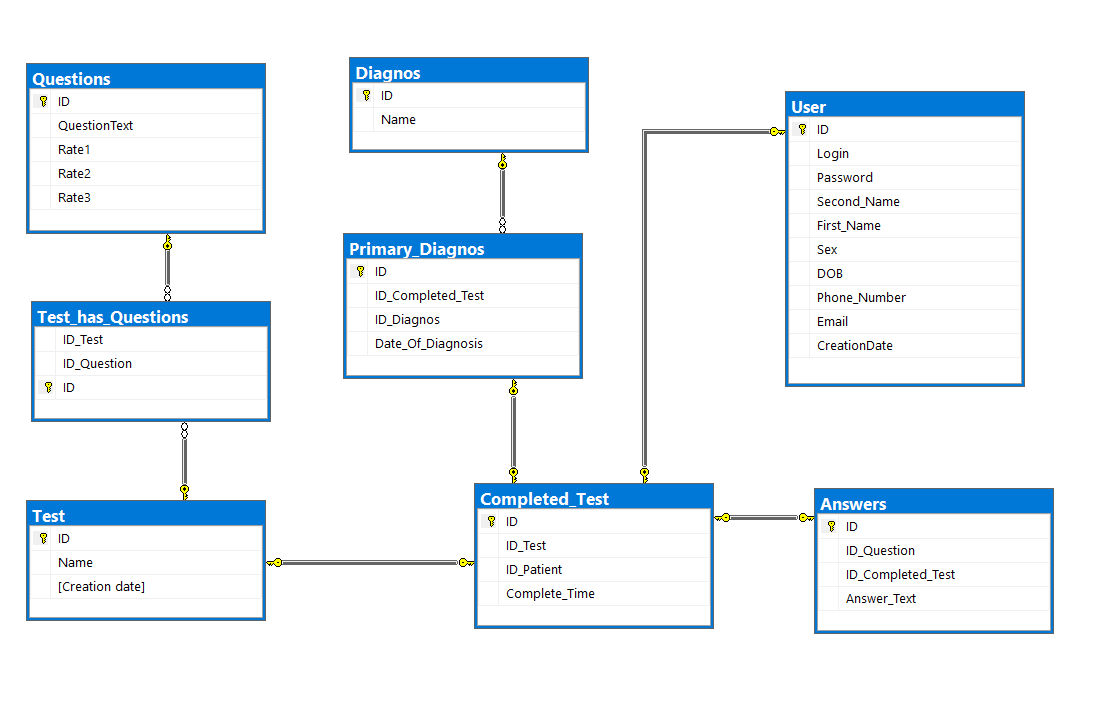 Questions
ID
QuestionText
Rate1
Rate2
Rate3
Diagnos
ID
Name
User
ID
Login
Password
Second_Name
First_Name
Sex
DOB
Phone_Number
Email
CreationDate
Primary_Diagnos
ID
ID_Completed_Test
ID_Diagnos
Date_Of_Diagnosis
Test_has_Questions
ID_Test
ID_Question
ID
Test
ID
Name
[Creation date]
Completed_Test
ID
ID_Test
ID_Patient
Complete_Time
Answers
ID
ID_Question
ID_Completed_Test
Answer_Text